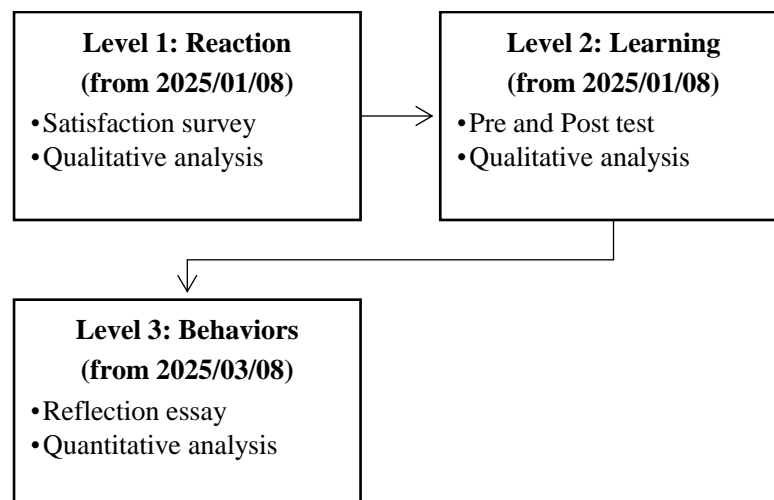 Level 1: Reaction
(from 2025/01/08)
•Satisfaction survey
•Qualitative analysis
Level 2: Learning
(from 2025/01/08)
•Pre and Post test
•Qualitative analysis
Level 3: Behaviors
(from 2025/03/08)
•Reflection essay
•Quantitative analysis